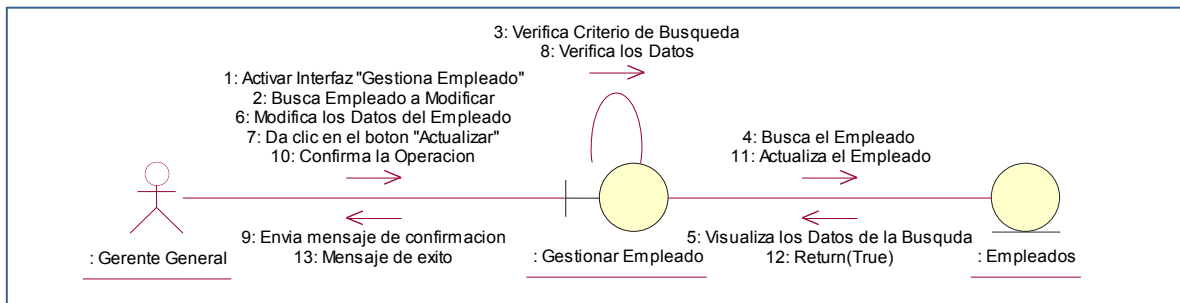 3: Verifica Criterio de Busqueda
8: Verifica los Datos
1: Activar Interfaz "Gestiona Empleado"
2: Busca Empleado a Modificar
6: Modifica los Datos del Empleado
7: Da clic en el boton "Actualizar"
10: Confirma la Operacion
4: Busca el Empleado
11: Actualiza el Empleado
9: Envia mensaje de confirmacion
13: Mensaje de exito
5: Visualiza los Datos de la Busquda
12: Return(True)
: Gerente General
: Gestionar Empleado
: Empleados